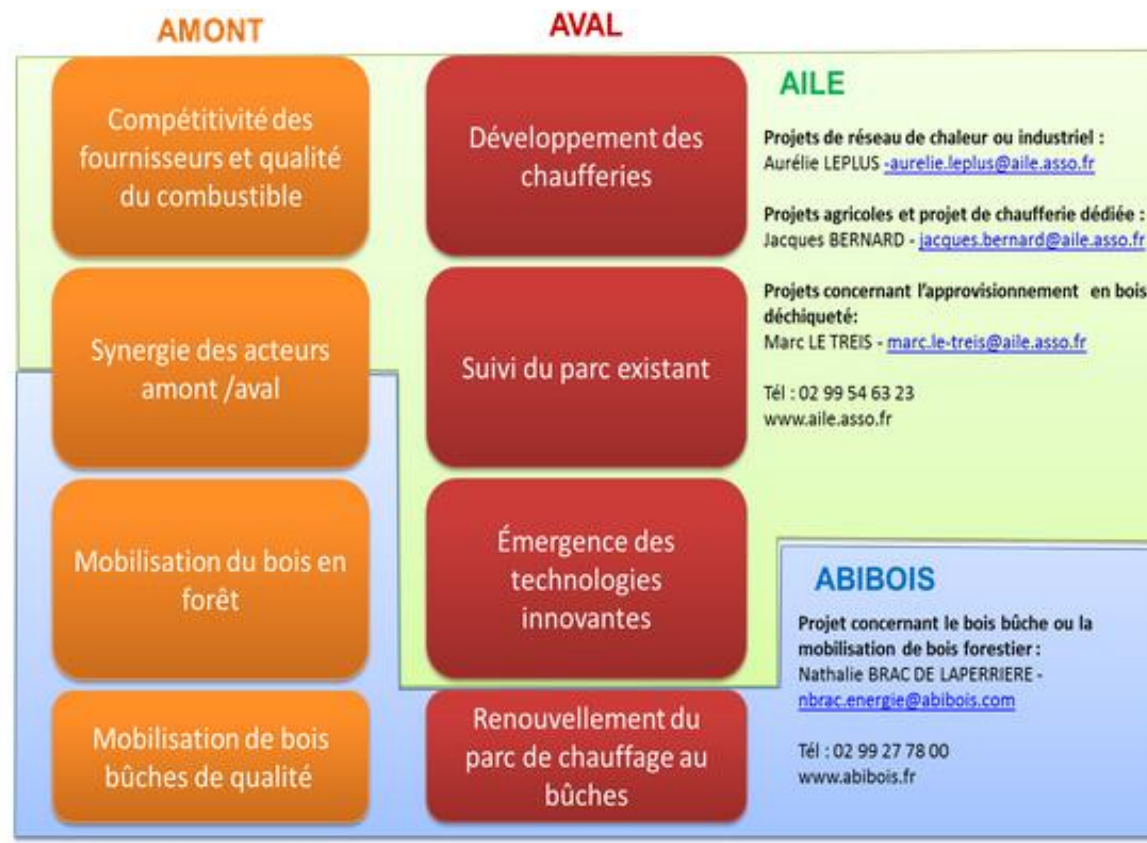 AMONT
AVAL
Compétitivité des
fournisseurs et qualité
du combustible
Synergie des acteurs
amont /aval
Mobilisation du bois en
forêt
Mobilisation de bois
bûches de qualité
Développement des
chaufferies
Suivi du parc existant
Émergence des
technologies
innovantes
Renouvellement du
parc de chauffage au
bûches
AILE
Projets de réseau de chaleur ou industriel :
Aurélie LEPLUS -aurelie.leplus@aile.asso.fr
Projets agricoles et projet de chaufferie dédiée :
Jacques BERNARD - jacques.bernard@aile.asso.fr
Projets concernant l'approvisionnement en bois
déchiqueté:
Marc LE TREIS - marc.le-treis@aile.asso.fr
Tél : 02 99 54 63 23
www.aile.asso.fr
ABIBOIS
Projet concernant le bois bûche ou la
mobilisation de bois forestier :
Nathalie BRAC DE LAPERRIERE -
nbrac.energie@abibois.com
Tél : 02 99 27 78 00
www.abibois.fr